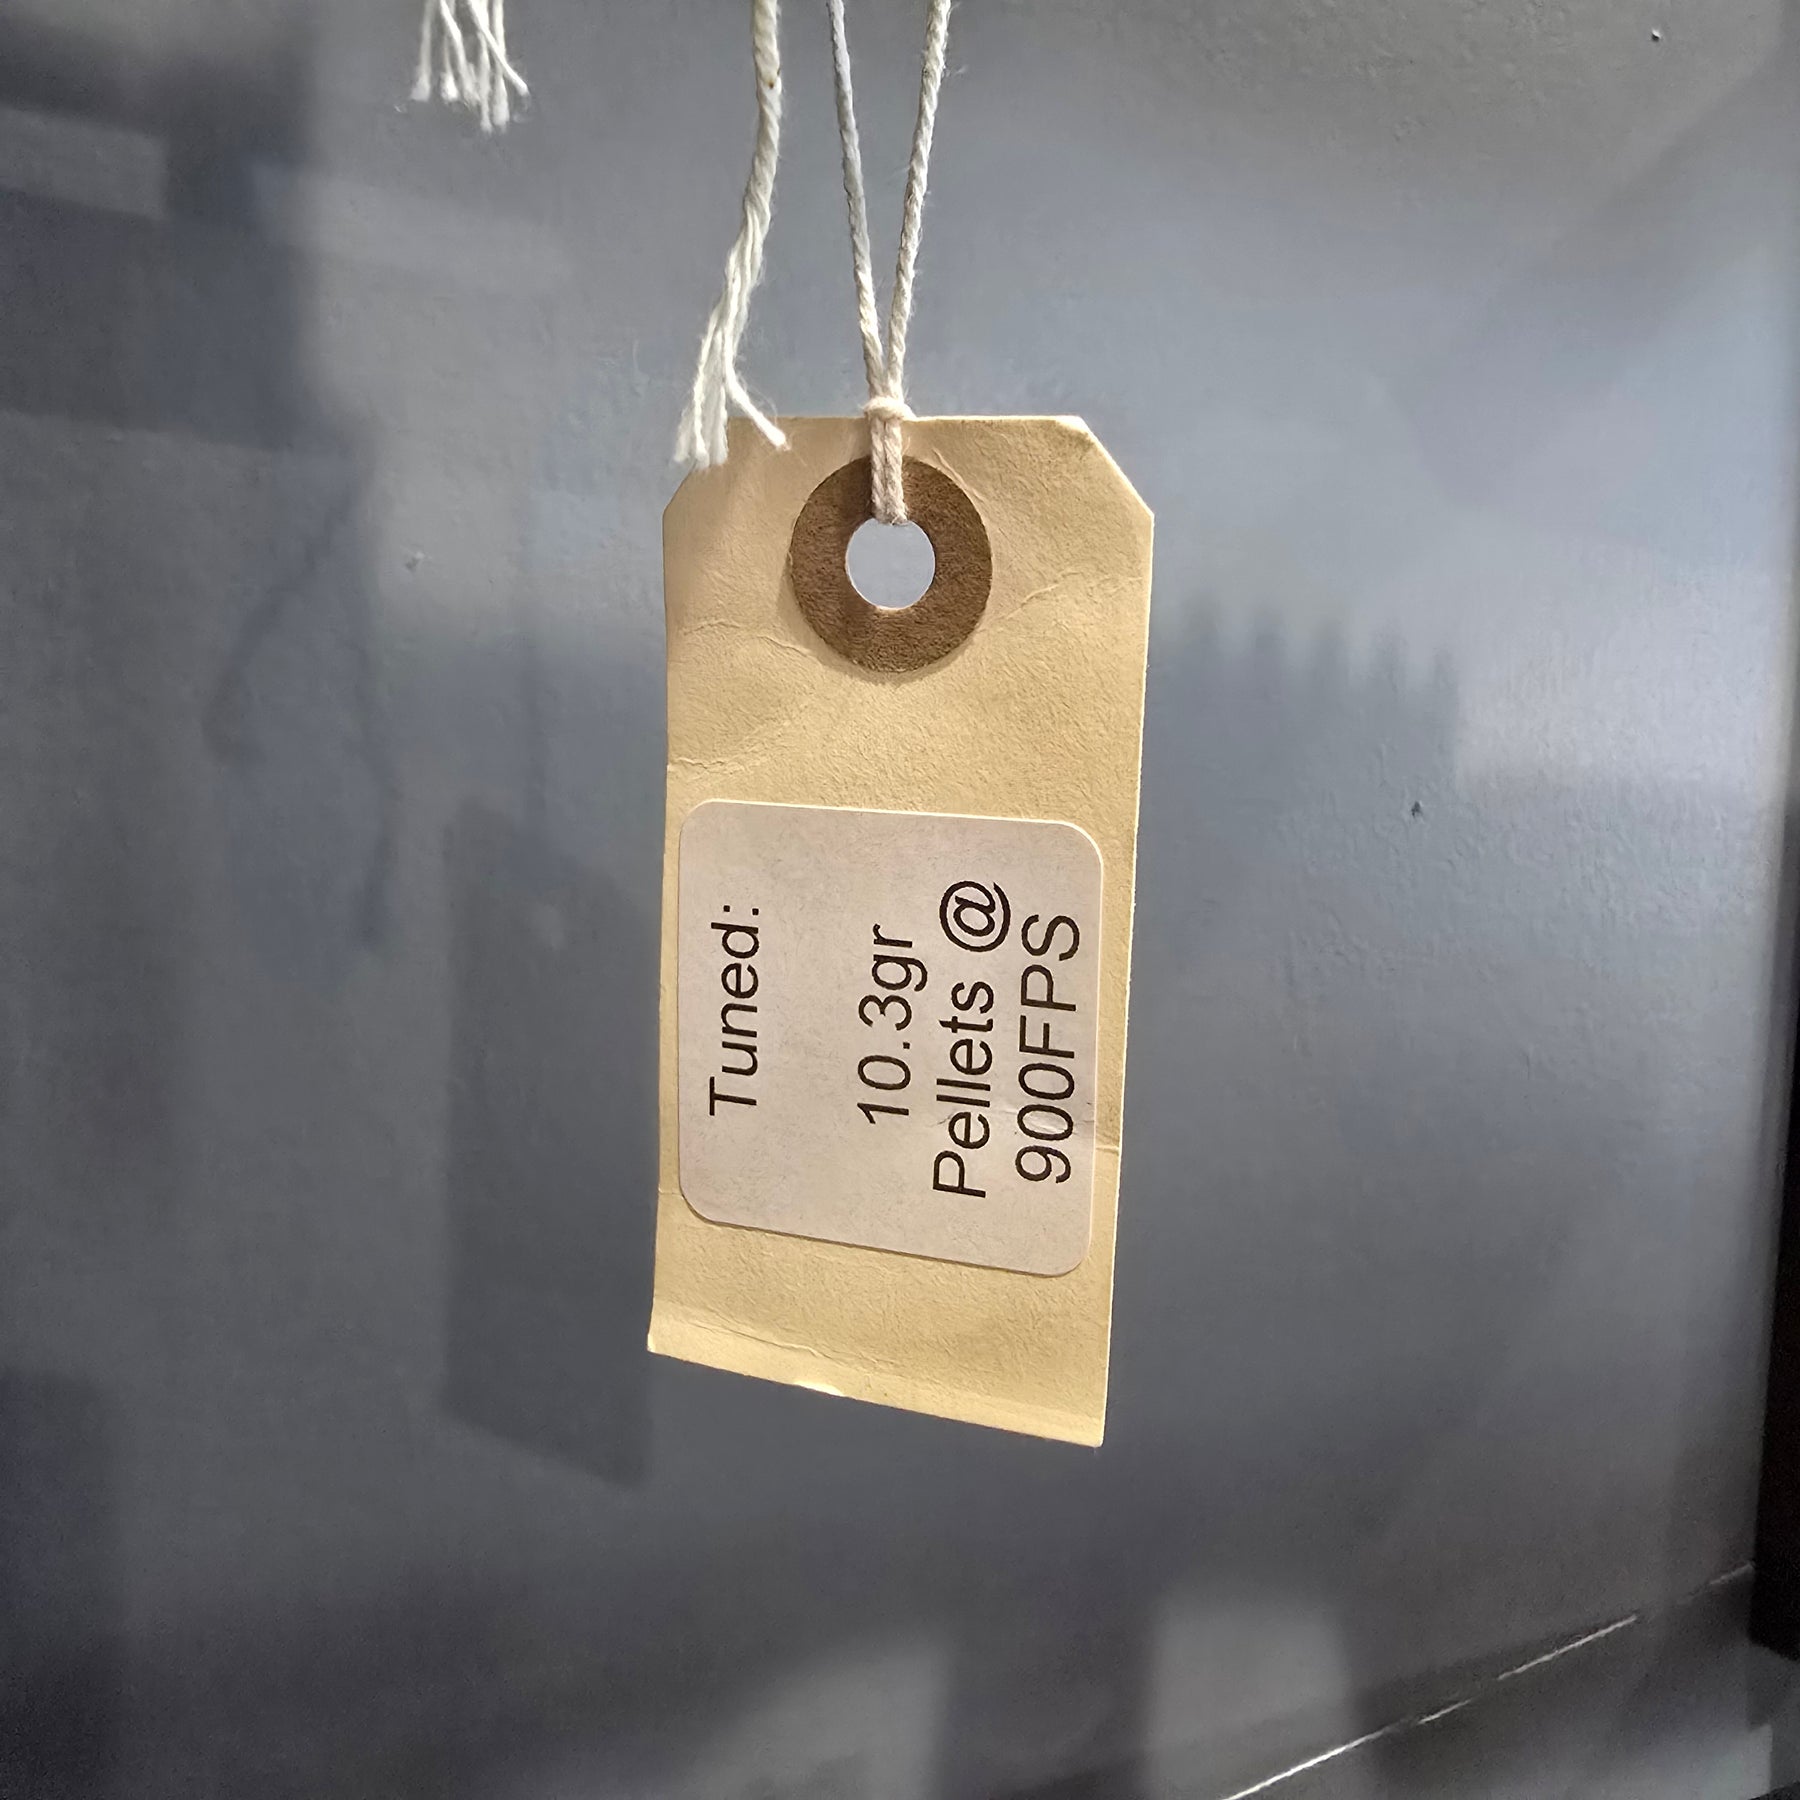 Tuned:
10.3gr
Pellets @
900FPS